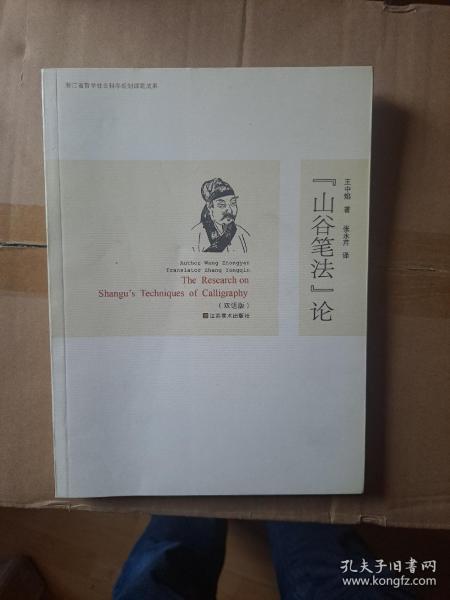 浙江省哲学社会科学规划课题成果
『山谷笔法』论
王中焰 著
张永芹 译
Author Wang Zhongyan
Translator Zhang Yongqin
The Research on
Shangu's Techniques of Calligraphy
（双语版）
江苏美术出版社
孔夫子旧书网
www.kongfz.com